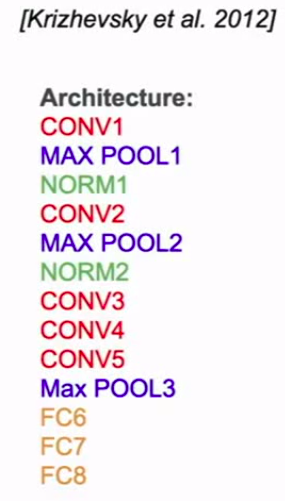 [Krizhevsky et al. 2012]
Architecture:
CONV1
MAX POOL1
NORM1
CONV2
MAX POOL2
NORM2
CONV3
CONV4
CONV5
Max POOL3
FC6
FC7
FC8